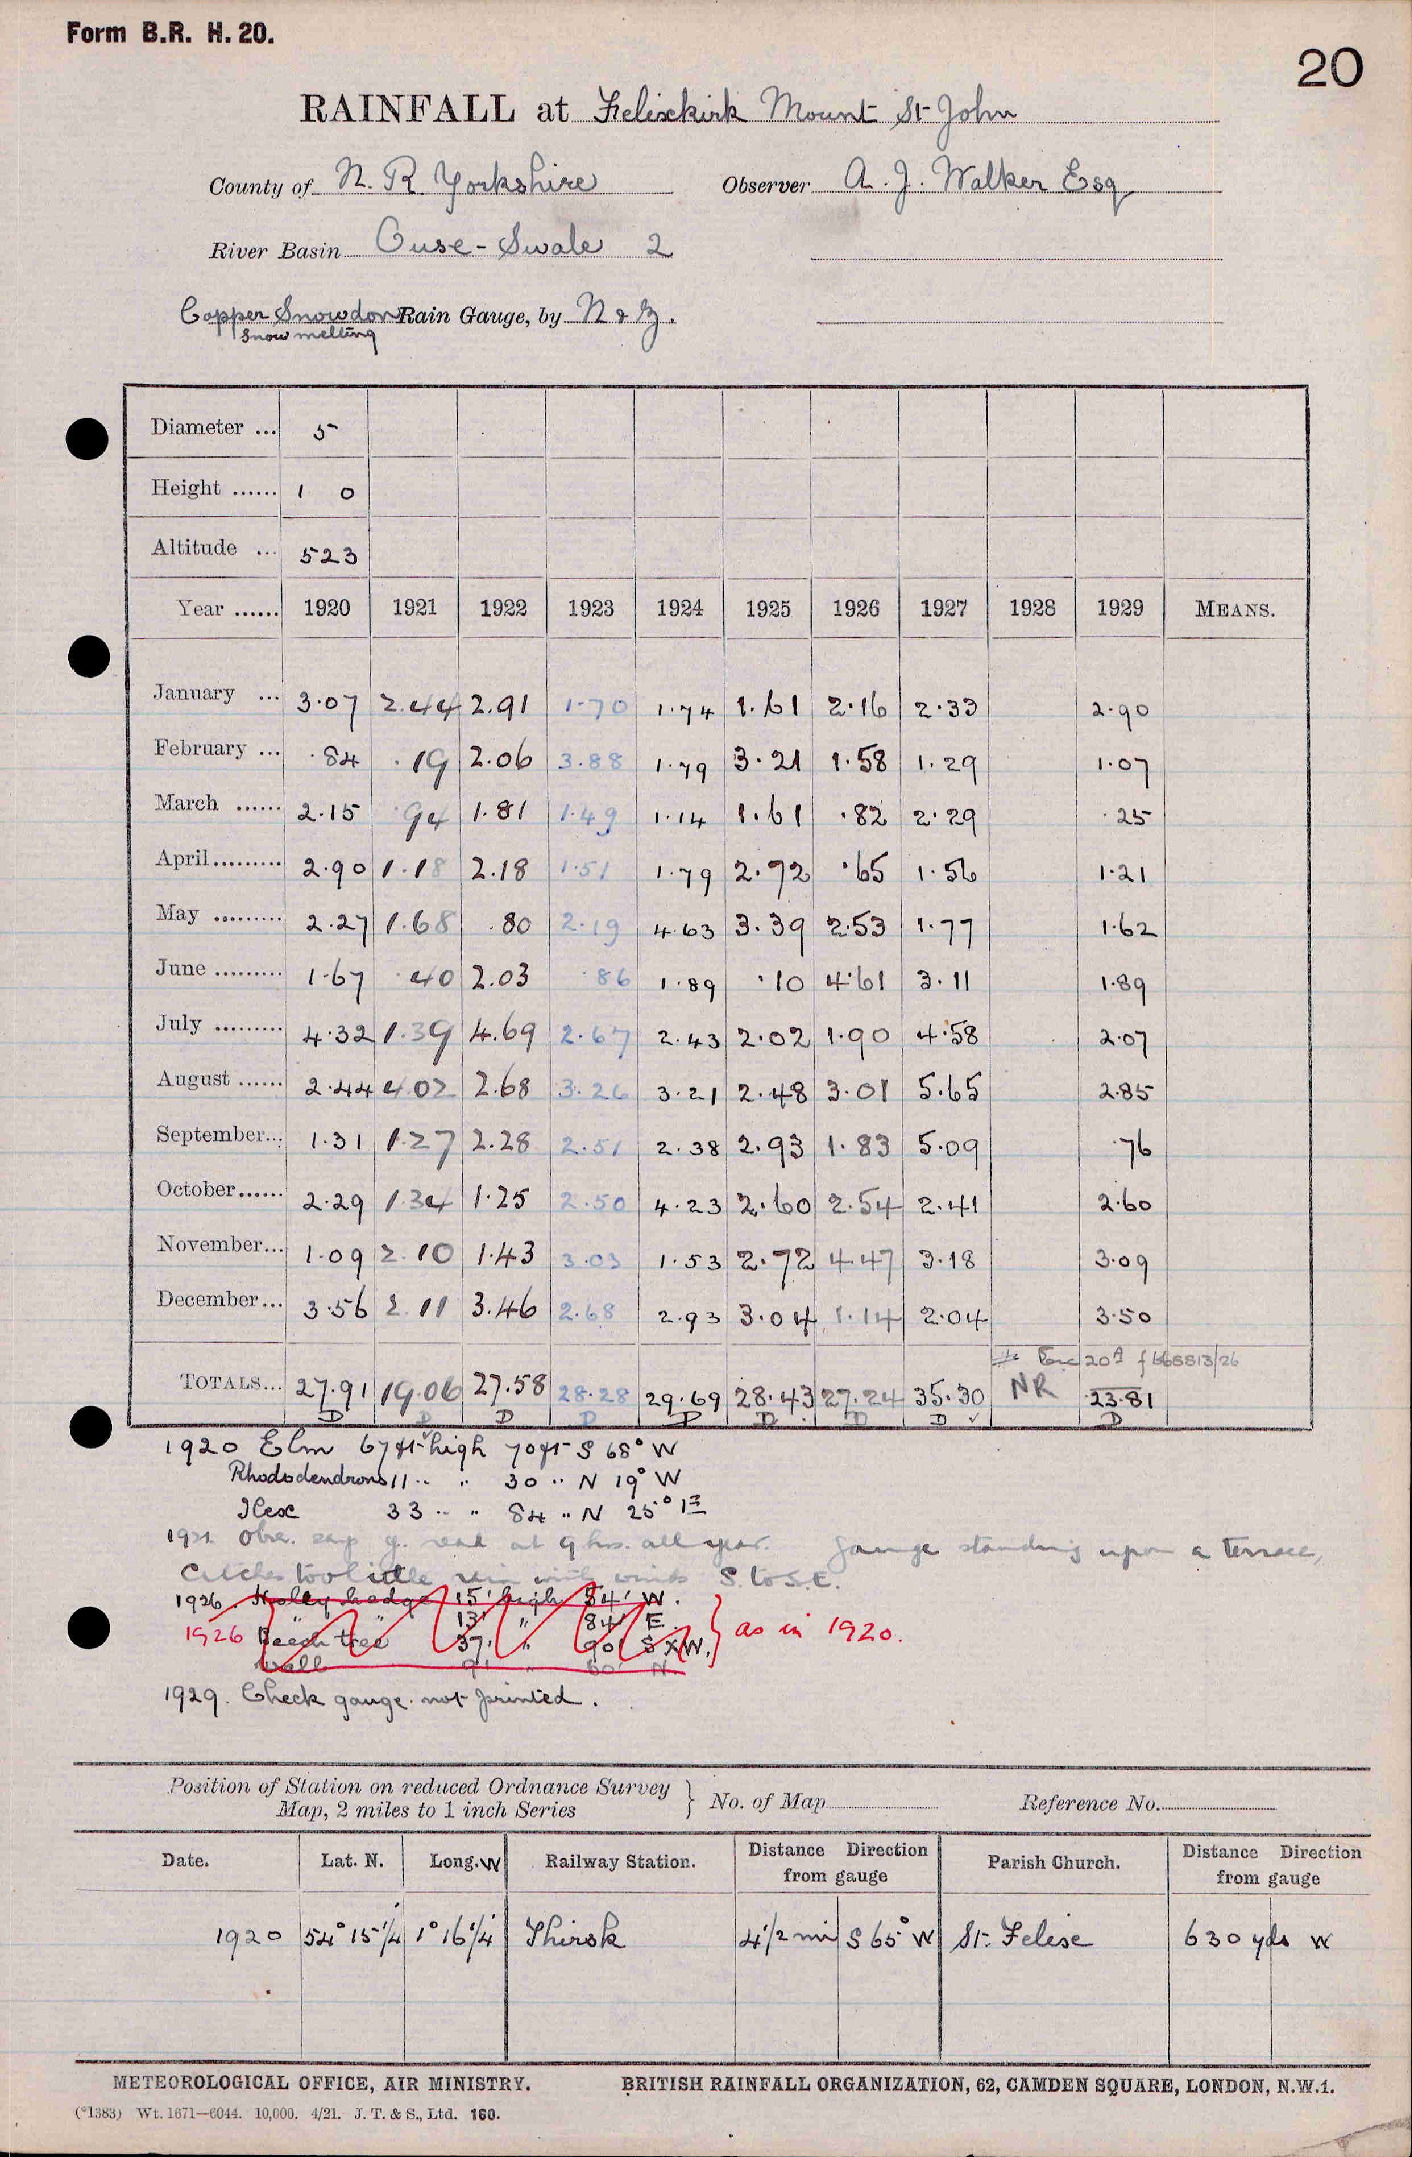 Form B.R. H. 20.
20
RAINFALL at Felixkirk Mount St John
County of N. R. Yorkshire Observer A. J. Walker Esq
River Basin Ouse - Swale 2
Copper Snowdon Rain Gauge, by N & Z.
Snow melting
Diameter ... 5
Height ...... 1 0
Altitude ... 523
Year ...... 1920 1921 1922 1923 1924 1925 1926 1927 1928 1929 MEANS.
January ... 3.07 2.44 2.91 1.70 1.74 1.61 2.16 2.33 2.90
February ... .84 .19 2.06 3.88 1.79 3.21 1.58 1.29 1.07
March ...... 2.15 .94 1.81 1.49 1.14 1.61 .82 2.29 .25
April ......... 2.90 1.18 2.18 1.51 1.79 2.72 .65 1.56 1.21
May ......... 2.27 1.68 .80 2.19 4.63 3.39 2.53 1.77 1.62
June ......... 1.67 .40 2.03 .86 1.89 .10 4.61 3.11 1.89
July ......... 4.32 1.39 4.69 2.67 2.43 2.02 1.90 4.58 2.07
August ...... 2.44 4.02 2.68 3.26 3.21 2.48 3.01 5.65 2.85
September... 1.31 1.27 2.28 2.51 2.38 2.93 1.83 5.09 .76
October...... 2.29 1.34 1.25 2.50 4.23 2.60 2.54 2.41 2.60
November... 1.09 2.10 1.43 3.03 1.53 2.72 4.47 3.18 3.09
December... 3.56 2.11 3.46 2.68 2.93 3.04 1.14 2.04 3.50
TOTALS... 27.91 19.06 27.58 28.28 29.69 28.43 27.24 35.30 NR 23.81
D D D D D D D D ✓ D
1920 Elm 67 ft high 70 ft S 68° W
Rhododendrons 11 .. " 30 .. N 19° W
Ilex 33 .. " 84 .. N 25° E
1921. Obs. says g. read at 9 hrs. all year. Gauge standing upon a terrace,
Catches too little rain with winds S. to S.E.
1926. Holly hedge 15' high 54' W.
" " 13' " 84' E
1926 Beech tree 37' " 90' S x W. } as in 1920.
Wall 9' " 60' N.
1929. Check gauge. not printed.
Position of Station on reduced Ordnance Survey
Map, 2 miles to 1 inch Series } No. of Map Reference No.
Date. Lat. N. Long. W Railway Station. Distance Direction from gauge Parish Church. Distance Direction from gauge
1920 54° 15 1/4' 1° 16 1/4' Thirsk 4 1/2 mi S 65° W St. Felix 630 yds W
METEOROLOGICAL OFFICE, AIR MINISTRY. BRITISH RAINFALL ORGANIZATION, 62, CAMDEN SQUARE, LONDON, N.W.1.
(*1383) Wt. 1671—6044. 10,000. 4/21. J. T. & S., Ltd. 160.